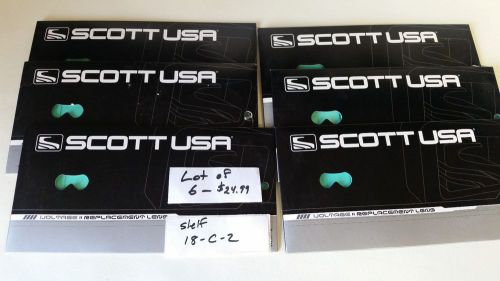 SCOTT USA
SCOTT USA
SCOTT USA
SCOTT USA
SCOTT USA
SCOTT USA
Lot of
6 - $24.99
VOLTAGE R REPLACEMENT LENS
VOLTAGE R REPLACEMENT LENS
Shelf
18-C-2